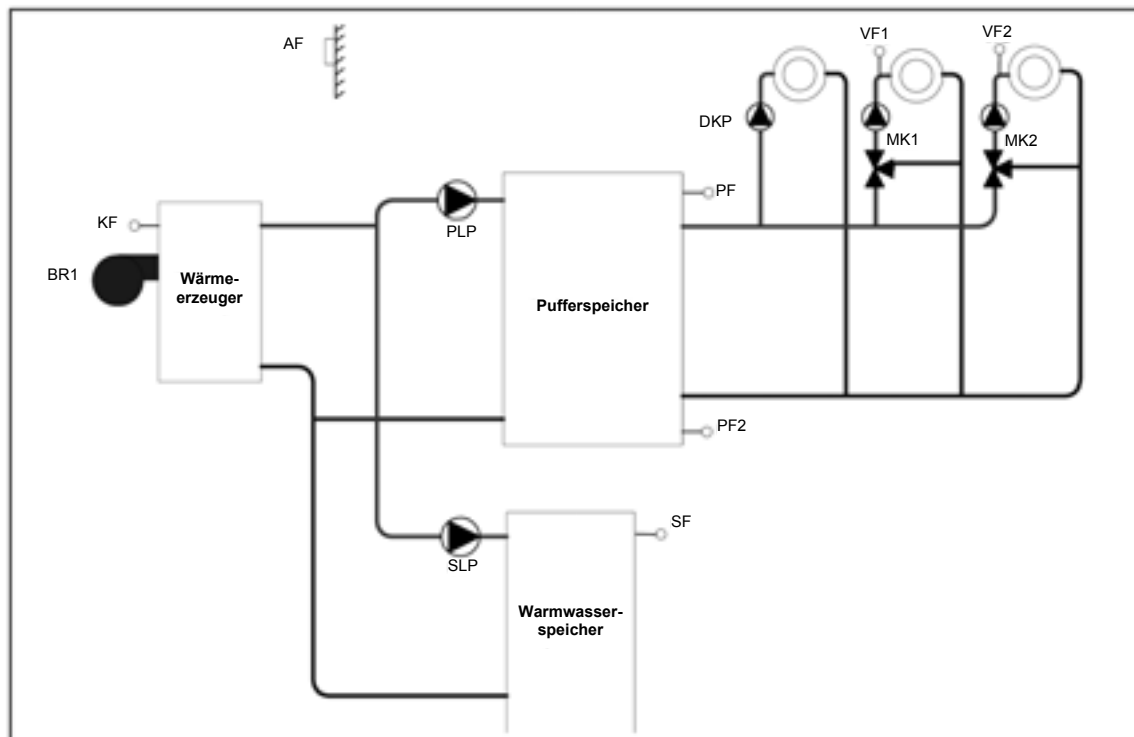 AF
VF1
VF2
DKP
MK1
MK2
PF
KF
PLP
BR1
Wärme-
erzeuger
Pufferspeicher
PF2
SF
SLP
Warmwasser-
speicher